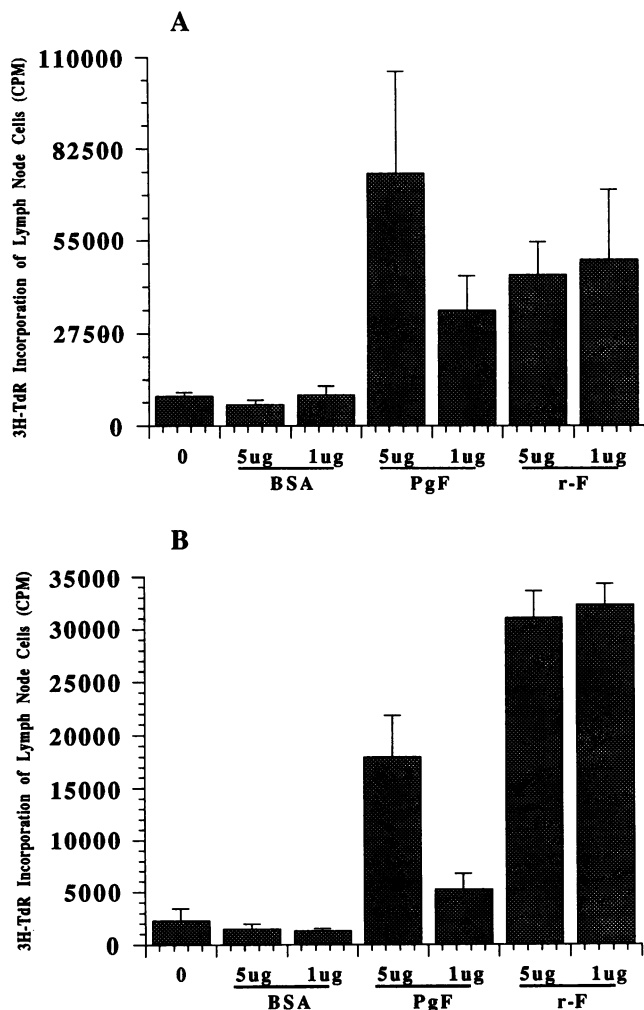 A
3H-TdR Incorporation of Lymph Node Cells (CPM)
110000
82500
55000
27500
0
0 5ug 1ug 5ug 1ug 5ug 1ug
BSA PgF r-F
B
3H-TdR Incorporation of Lymph Node Cells (CPM)
35000
30000
25000
20000
15000
10000
5000
0
0 5ug 1ug 5ug 1ug 5ug 1ug
BSA PgF r-F